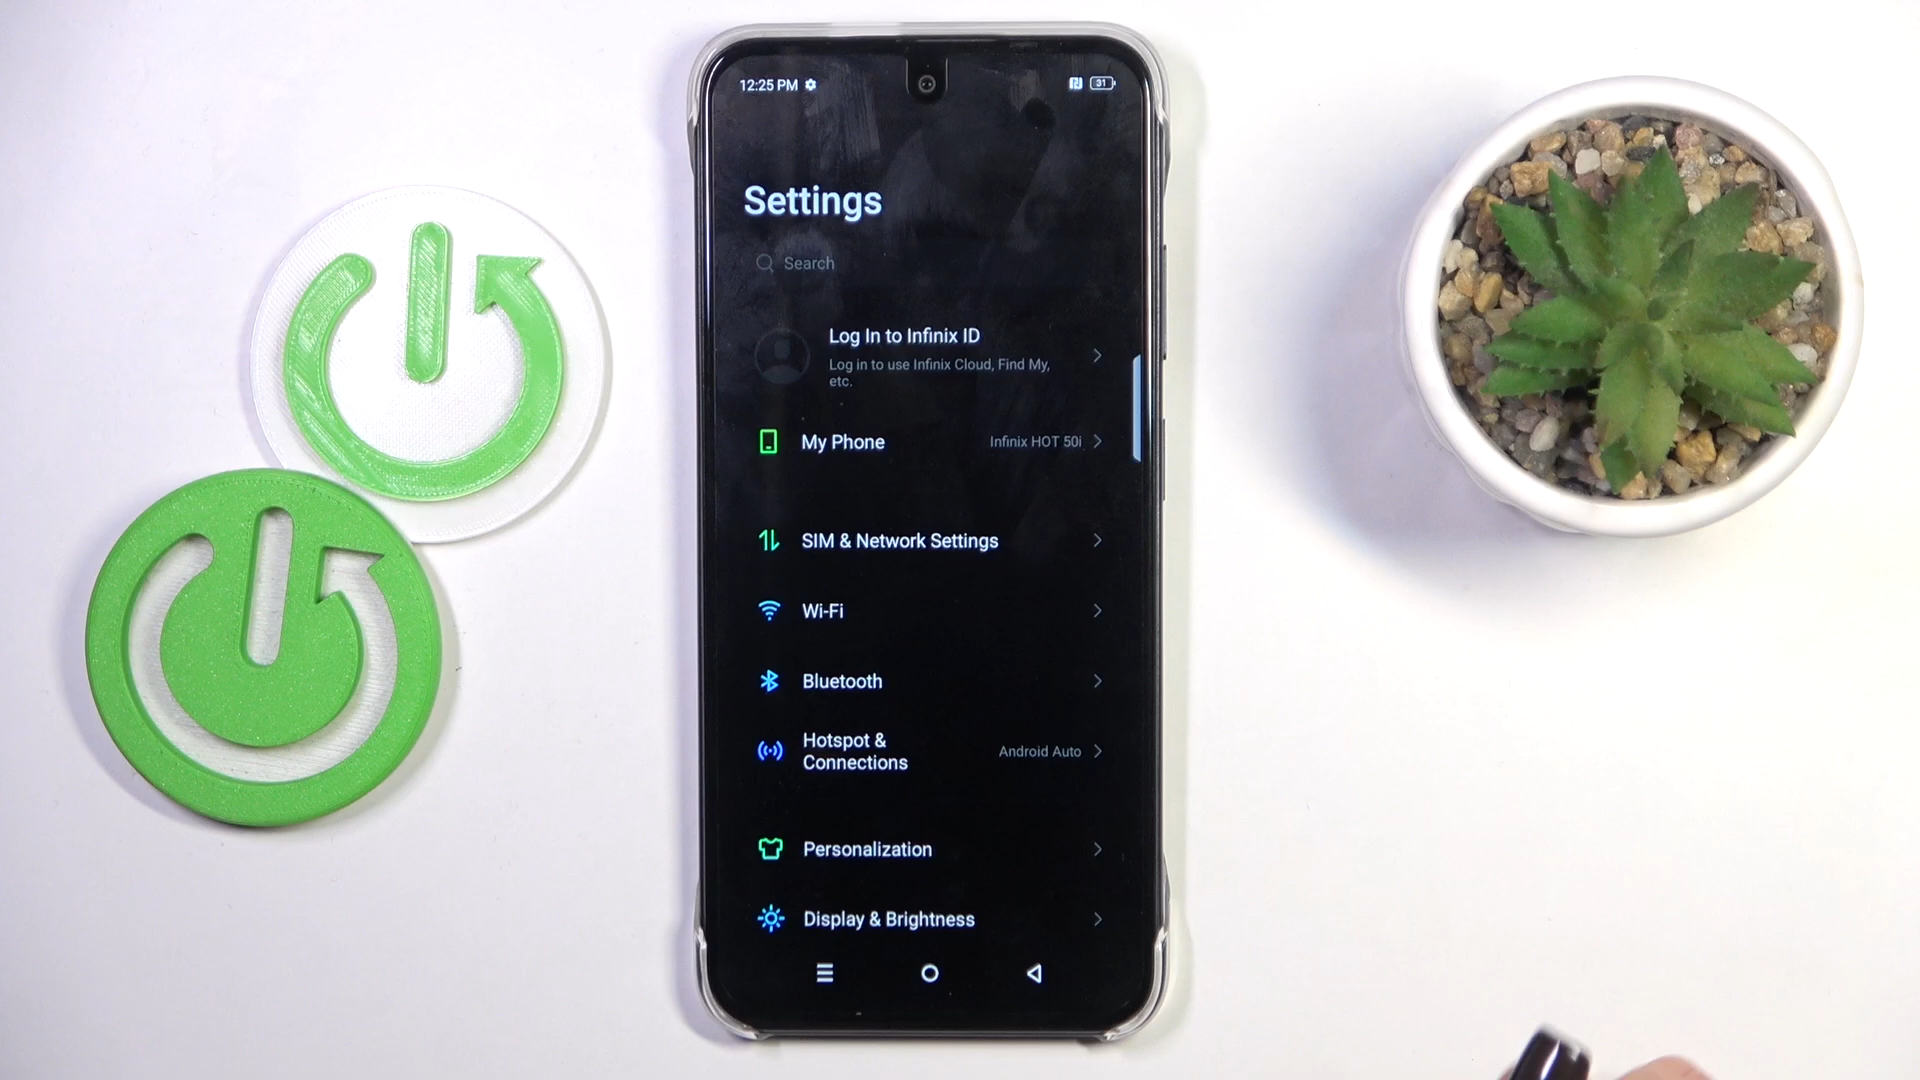 12:25 PM
31
Settings
Search
Log In to Infinix ID
Log in to use Infinix Cloud, Find My,
etc.
My Phone
Infinix HOT 50i
SIM & Network Settings
Wi-Fi
Bluetooth
Hotspot &
Connections
Android Auto
Personalization
Display & Brightness